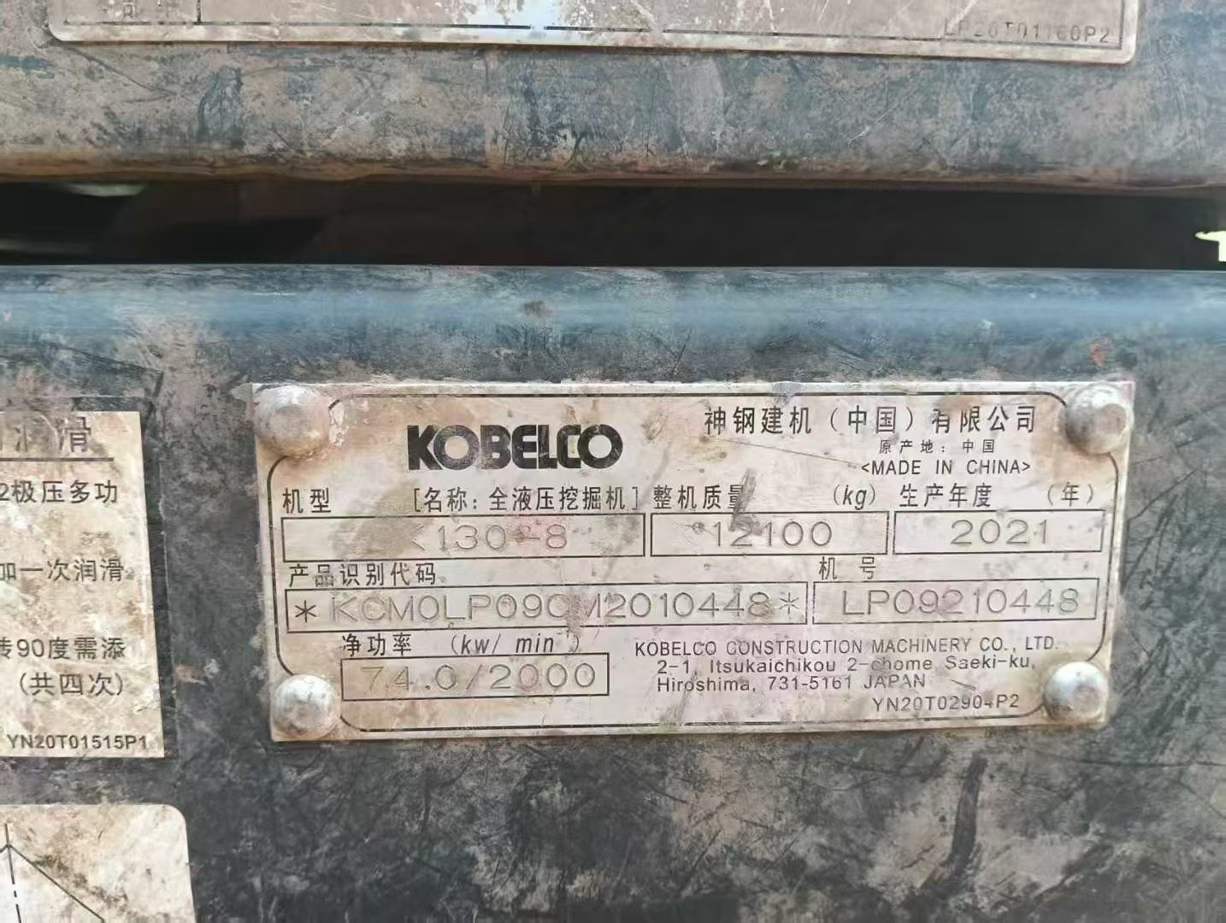 司
LP20T01160P2
润滑
2极压多功
加一次润滑
转90度需添
(共四次)
YN20T01515P1
KOBELCO
神钢建机（中国）有限公司
原产地：中国
<MADE IN CHINA>
机型 [名称：全液压挖掘机] 整机质量 (kg) 生产年度 (年)
130-8 12100 2021
产品识别代码 机号
*KCM0LP09CM2010448* LP09210448
净功率 (kw/ min⁻¹)
74.0/2000
KOBELCO CONSTRUCTION MACHINERY CO., LTD.
2-1, Itsukaichikou 2-chome Saeki-ku,
Hiroshima, 731-5161 JAPAN
YN20T02904P2